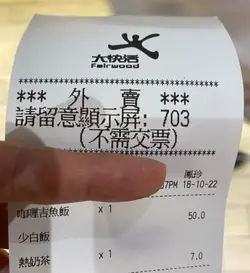 大快活
Fairwood
*** 外 賣 ***
請留意顯示屏: 703
(不需交票)
鳳珍
7PM 18-10-22
咖喱吉魚飯 x 1 50.0
少白飯
熱奶茶 x 1 7.0